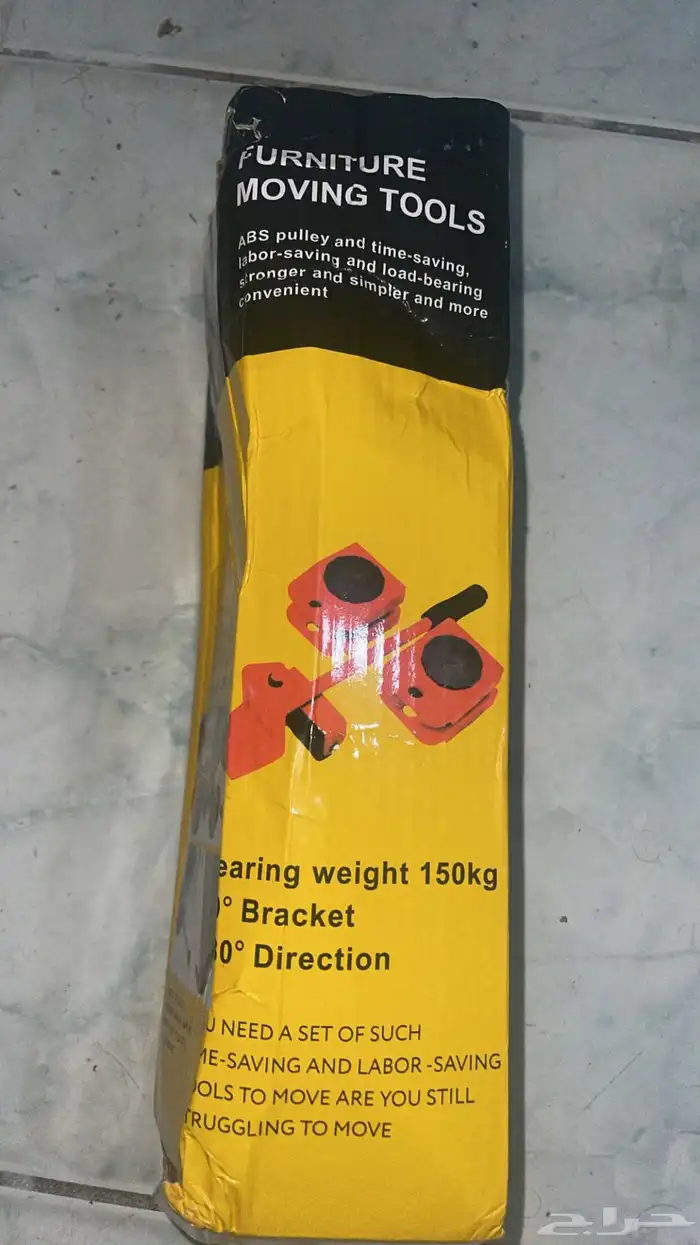 FURNITURE
MOVING TOOLS
ABS pulley and time-saving,
labor-saving and load-bearing
stronger and simpler and more
convenient
earing weight 150kg
° Bracket
0° Direction
U NEED A SET OF SUCH
ME-SAVING AND LABOR -SAVING
OOLS TO MOVE ARE YOU STILL
TRUGGLING TO MOVE
حراج